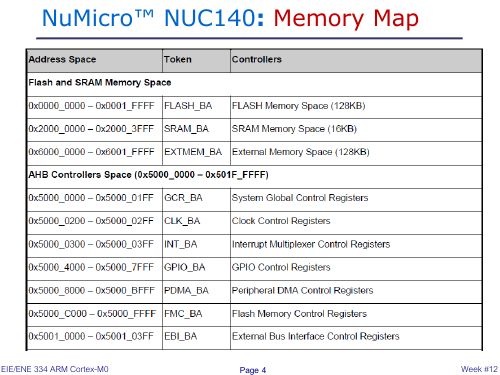 NuMicro™ NUC140: Memory Map
Address Space Token Controllers
Flash and SRAM Memory Space
0x0000_0000 – 0x0001_FFFF FLASH_BA FLASH Memory Space (128KB)
0x2000_0000 – 0x2000_3FFF SRAM_BA SRAM Memory Space (16KB)
0x6000_0000 – 0x6001_FFFF EXTMEM_BA External Memory Space (128KB)
AHB Controllers Space (0x5000_0000 – 0x501F_FFFF)
0x5000_0000 – 0x5000_01FF GCR_BA System Global Control Registers
0x5000_0200 – 0x5000_02FF CLK_BA Clock Control Registers
0x5000_0300 – 0x5000_03FF INT_BA Interrupt Multiplexer Control Registers
0x5000_4000 – 0x5000_7FFF GPIO_BA GPIO Control Registers
0x5000_8000 – 0x5000_BFFF PDMA_BA Peripheral DMA Control Registers
0x5000_C000 – 0x5000_FFFF FMC_BA Flash Memory Control Registers
0x5001_0000 – 0x5001_03FF EBI_BA External Bus Interface Control Registers
EIE/ENE 334 ARM Cortex-M0 Page 4 Week #12